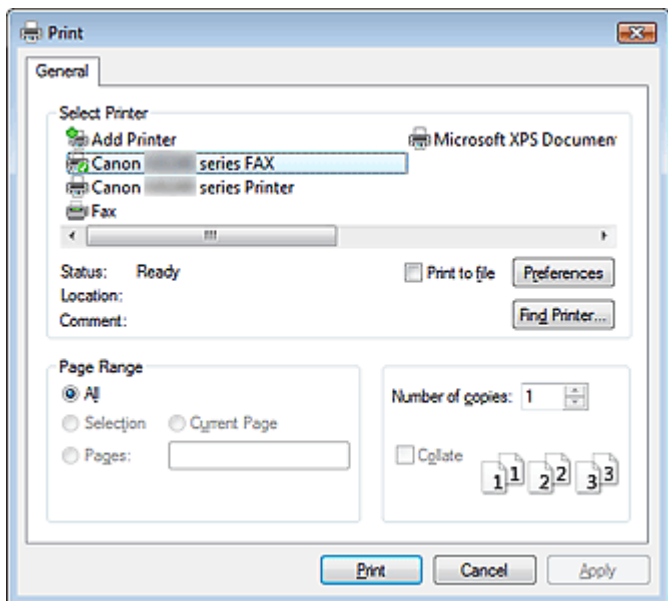 Print
General
Select Printer
Add Printer
Microsoft XPS Documen
Canon series FAX
Canon series Printer
Fax
Status: Ready
Print to file
Preferences
Location:
Comment:
Find Printer...
Page Range
All
Number of copies: 1
Selection
Current Page
Pages:
Collate
1 1 2 2 3 3
Print
Cancel
Apply